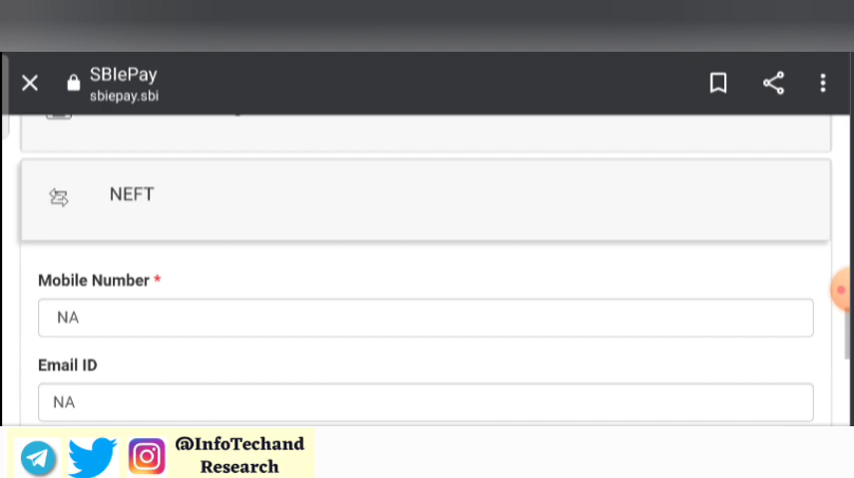 SBIePay
sbiepay.sbi
NEFT
Mobile Number *
NA
Email ID
NA
@InfoTechand
Research